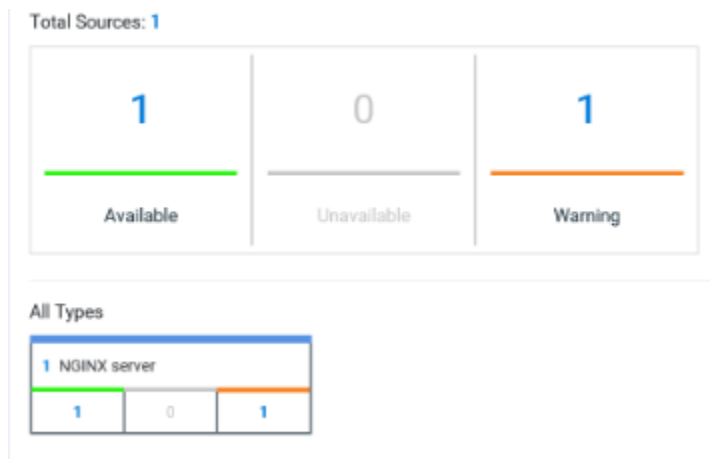 Total Sources: 1
1 0 1
Available Unavailable Warning
All Types
1 NGINX server
1 0 1